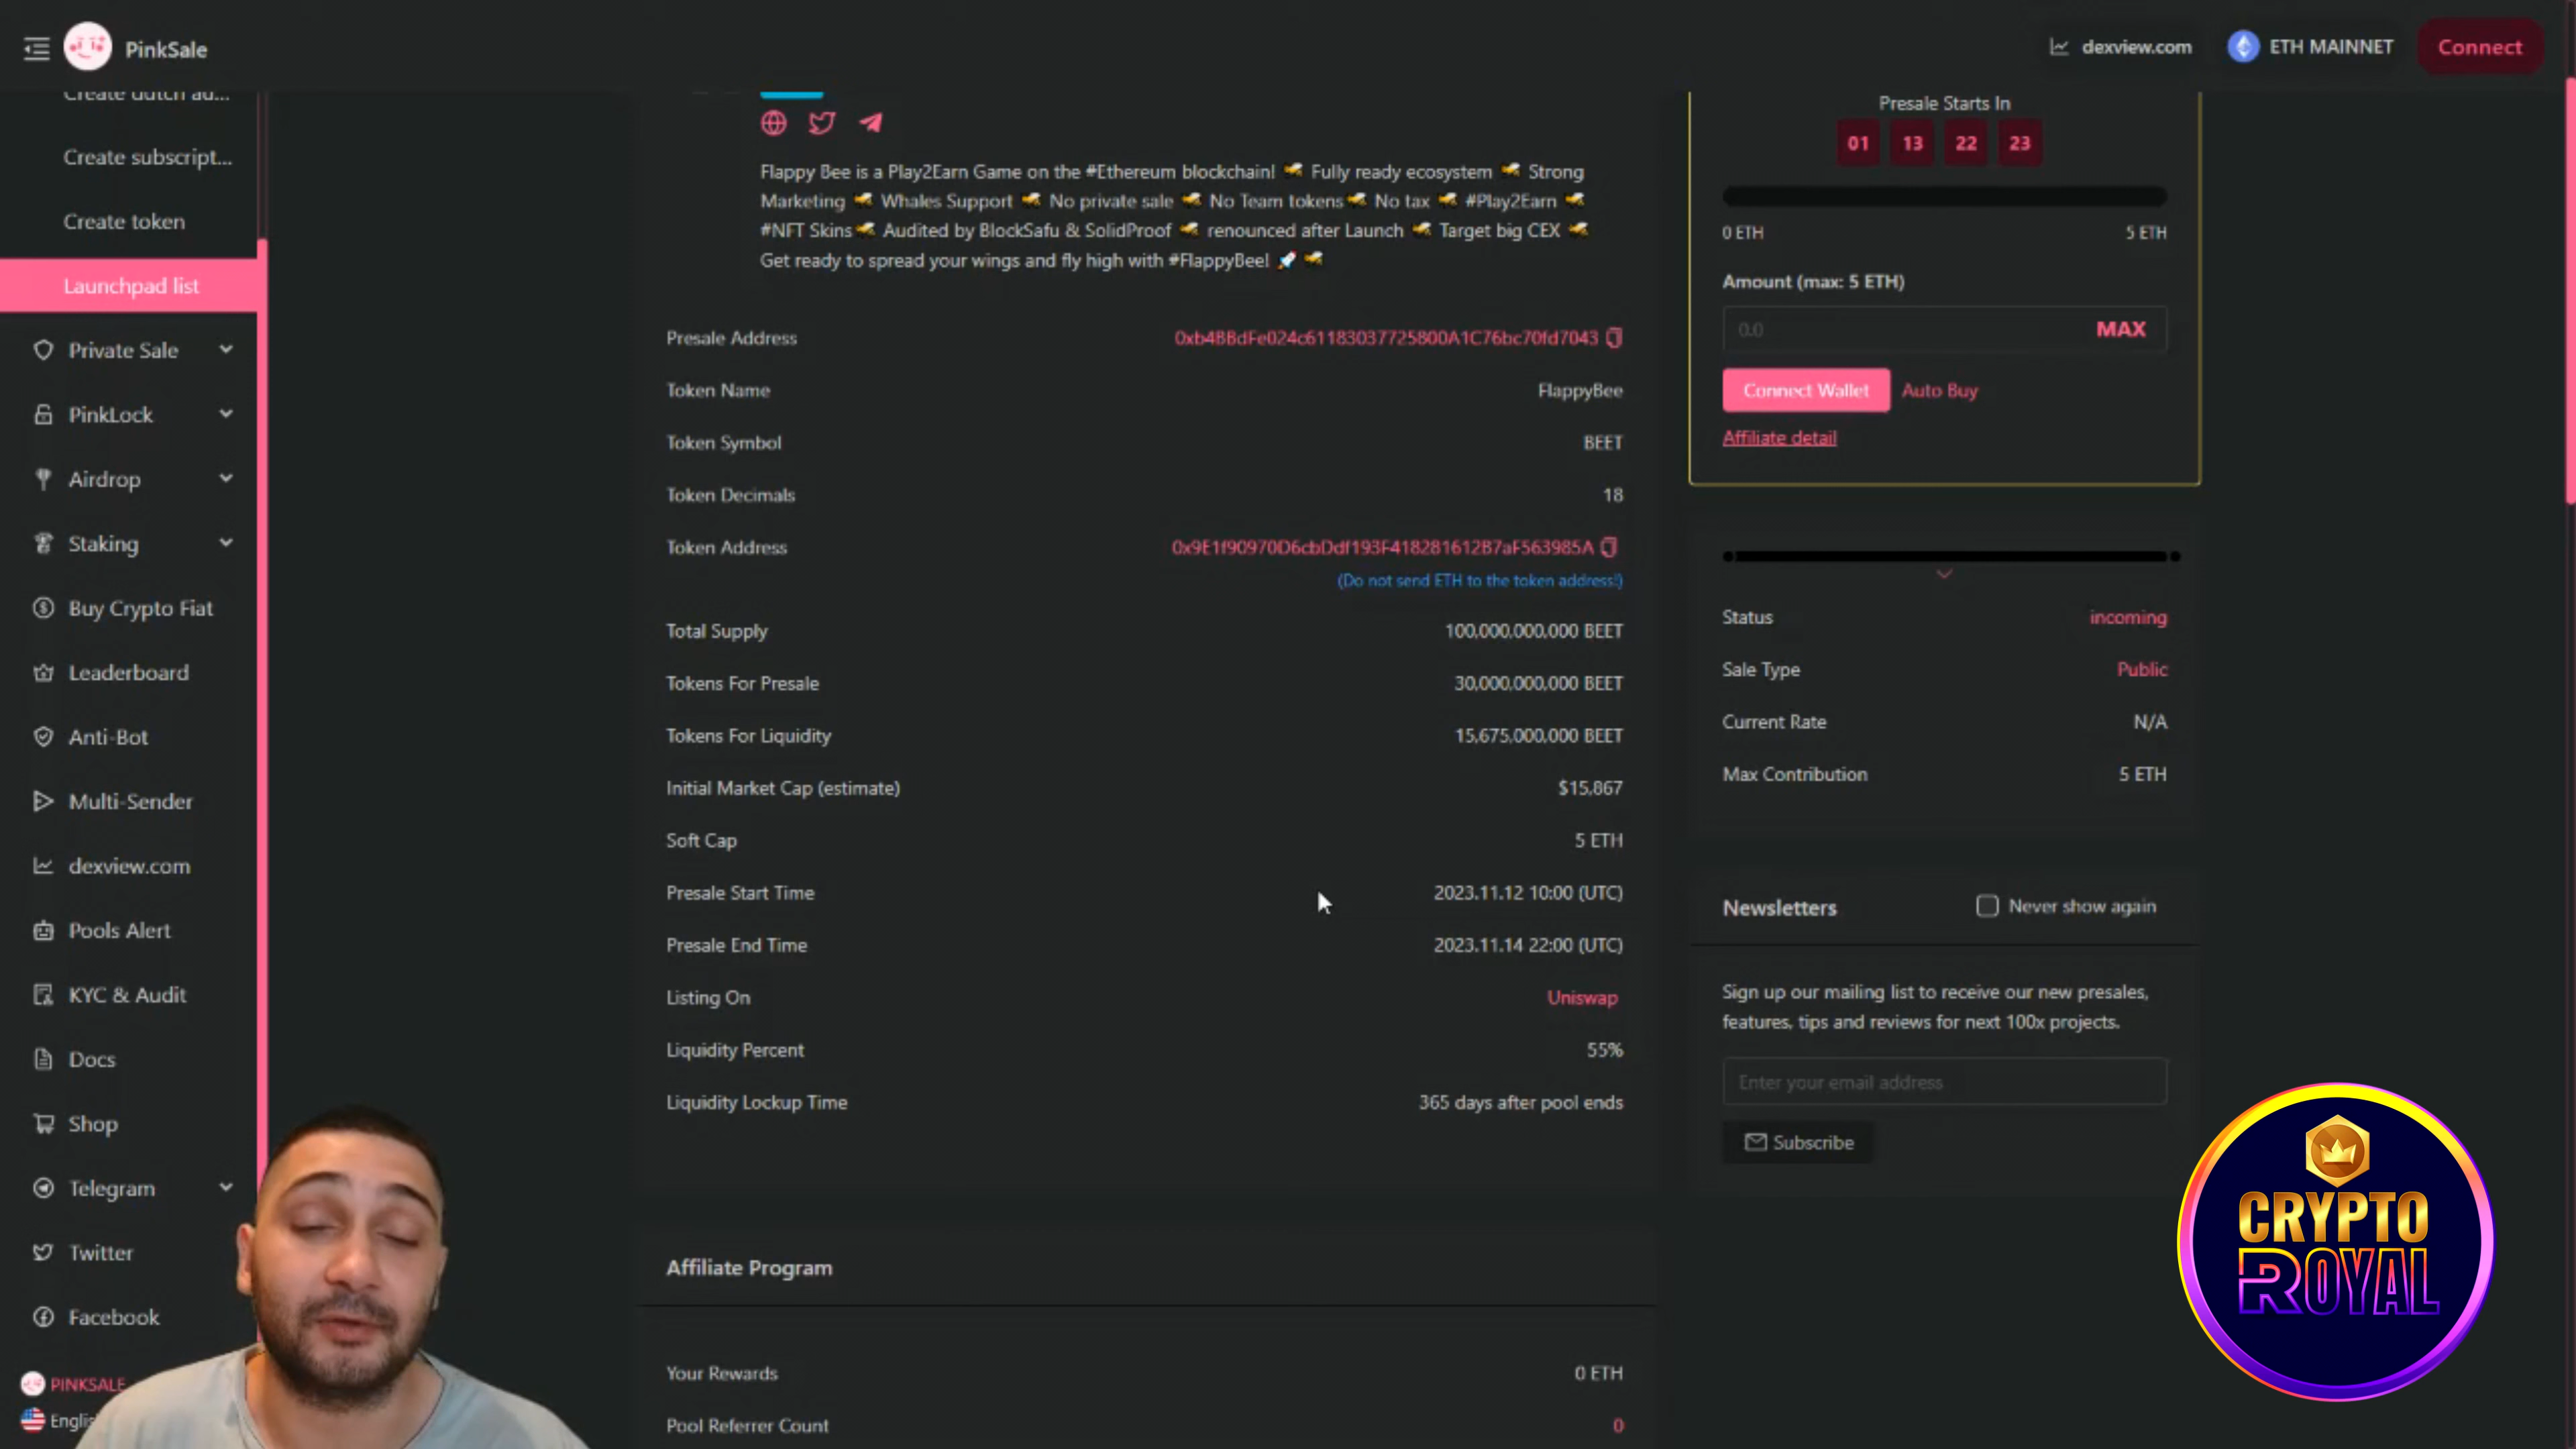 PinkSale
dexview.com
ETH MAINNET
Connect
Create dutch au...
Create subscript...
Create token
Launchpad list
Private Sale
PinkLock
Airdrop
Staking
Buy Crypto Fiat
Leaderboard
Anti-Bot
Multi-Sender
dexview.com
Pools Alert
KYC & Audit
Docs
Shop
Telegram
Twitter
Facebook
PINKSALE
Englis
Flappy Bee is a Play2Earn Game on the #Ethereum blockchain! Fully ready ecosystem Strong
Marketing Whales Support No private sale No Team tokens No tax #Play2Earn
#NFT Skins Audited by BlockSafu & SolidProof renounced after Launch Target big CEX
Get ready to spread your wings and fly high with #FlappyBee!
Presale Address 0xb4BBdFe024c61183037725800A1C76bc70fd7043
Token Name FlappyBee
Token Symbol BEET
Token Decimals 18
Token Address 0x9E1f90970D6cbDdf193F418281612B7aF563985A
(Do not send ETH to the token address!)
Total Supply 100,000,000,000 BEET
Tokens For Presale 30,000,000,000 BEET
Tokens For Liquidity 15,675,000,000 BEET
Initial Market Cap (estimate) $15,867
Soft Cap 5 ETH
Presale Start Time 2023.11.12 10:00 (UTC)
Presale End Time 2023.11.14 22:00 (UTC)
Listing On Uniswap
Liquidity Percent 55%
Liquidity Lockup Time 365 days after pool ends
Affiliate Program
Your Rewards 0 ETH
Pool Referrer Count 0
Presale Starts In
01 13 22 23
0 ETH 5 ETH
Amount (max: 5 ETH)
0.0 MAX
Connect Wallet Auto Buy
Affiliate detail
Status incoming
Sale Type Public
Current Rate N/A
Max Contribution 5 ETH
Newsletters Never show again
Sign up our mailing list to receive our new presales,
features, tips and reviews for next 100x projects.
Enter your email address
Subscribe
CRYPTO
ROYAL